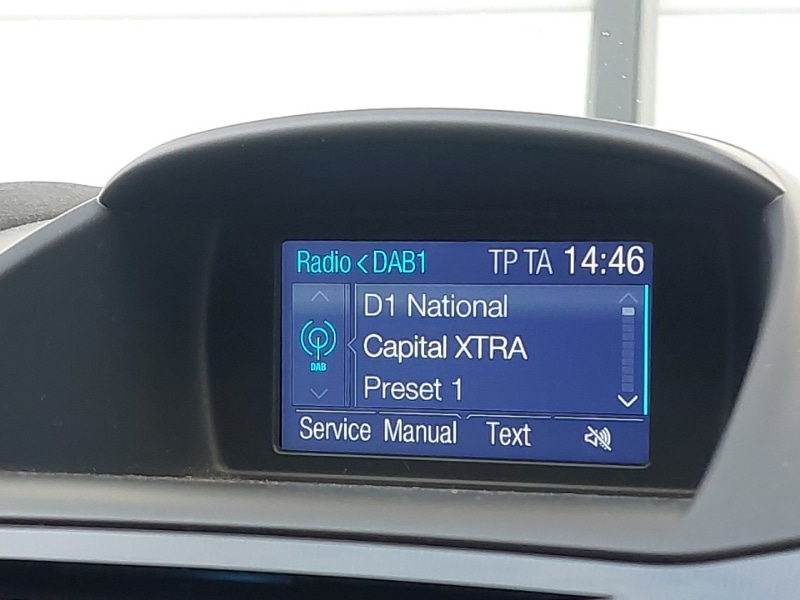 Radio < DAB1 TP TA 14:46
D1 National
DAB
Capital XTRA
Preset 1
Service Manual Text